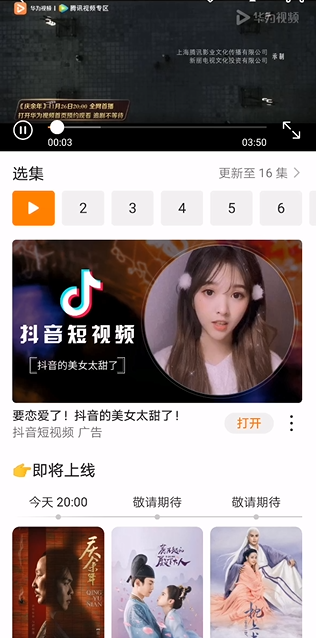 华为视频 | 腾讯视频专区
华为视频
上海腾讯影业文化传播有限公司
新丽电视文化投资有限公司
承制
《庆余年》11月26日20:00 全网首播
打开华为视频首页预约观看 追剧不等待
00:03
03:50
选集
更新至 16 集
2
3
4
5
6
抖音短视频
抖音的美女太甜了
要恋爱了！抖音的美女太甜了！
打开
抖音短视频 广告
👉即将上线
今天 20:00
敬请期待
敬请期待
庆余年
QING
YU
NIAN